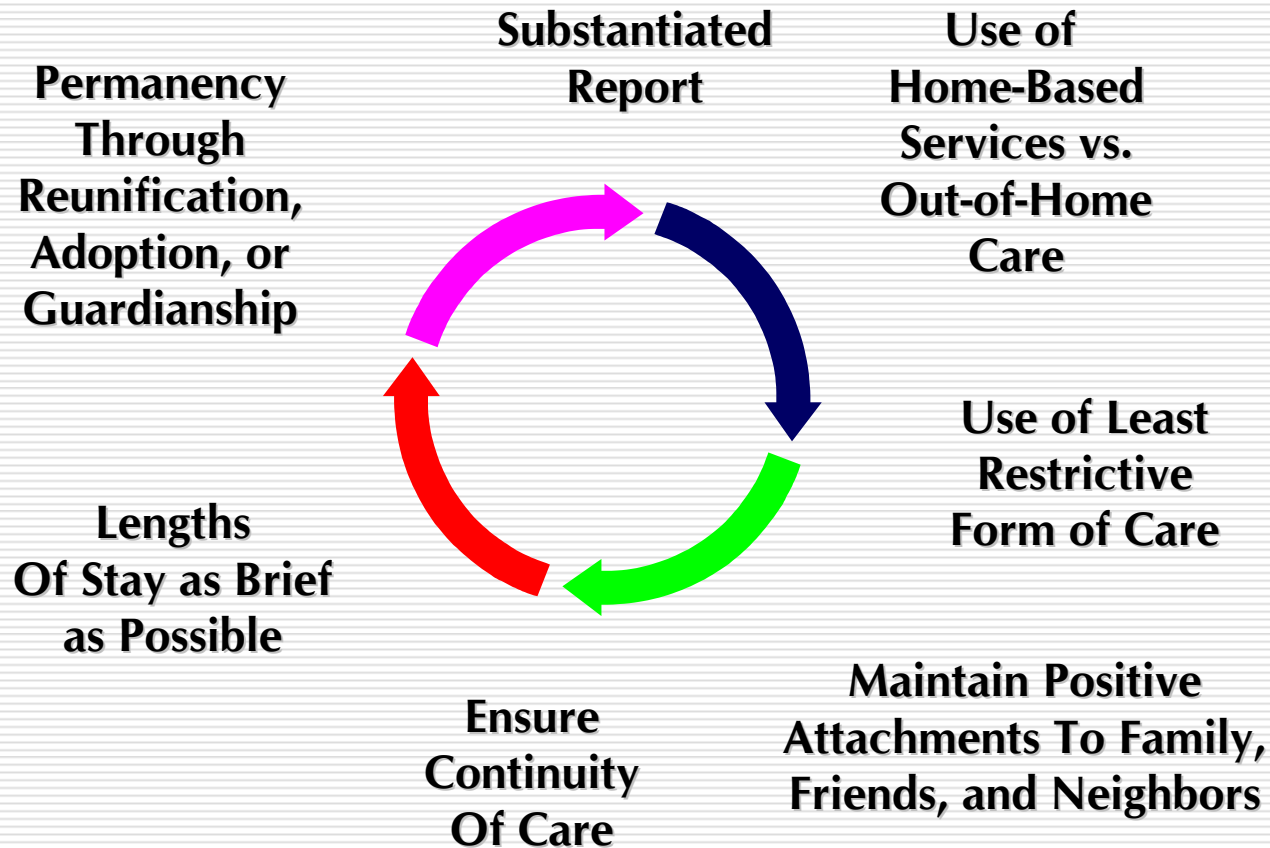 Substantiated
Report
Use of
Home-Based
Services vs.
Out-of-Home
Care
Use of Least
Restrictive
Form of Care
Maintain Positive
Attachments To Family,
Friends, and Neighbors
Ensure
Continuity
Of Care
Lengths
Of Stay as Brief
as Possible
Permanency
Through
Reunification,
Adoption, or
Guardianship